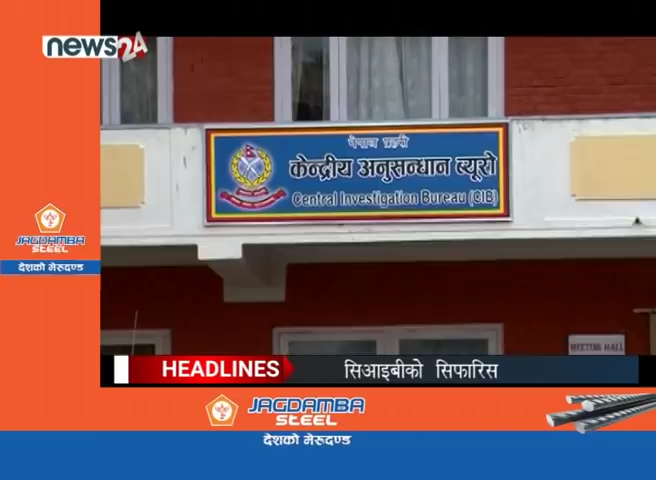 news24
नेपाल प्रहरी
केन्द्रीय अनुसन्धान ब्यूरो
Central Investigation Bureau (CIB)
JAGDAMBA
STEEL
देशको मेरूदण्ड
MEETING HALL
HEADLINES
सिआइबीको सिफारिस
JAGDAMBA
STEEL
देशको मेरूदण्ड